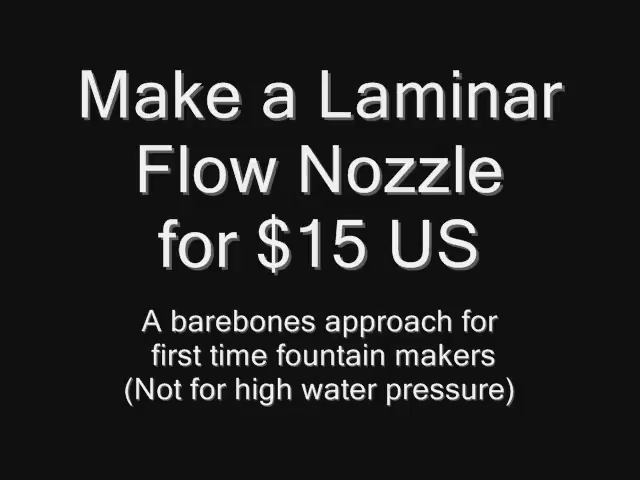 Make a Laminar
Flow Nozzle
for $15 US
A barebones approach for
first time fountain makers
(Not for high water pressure)